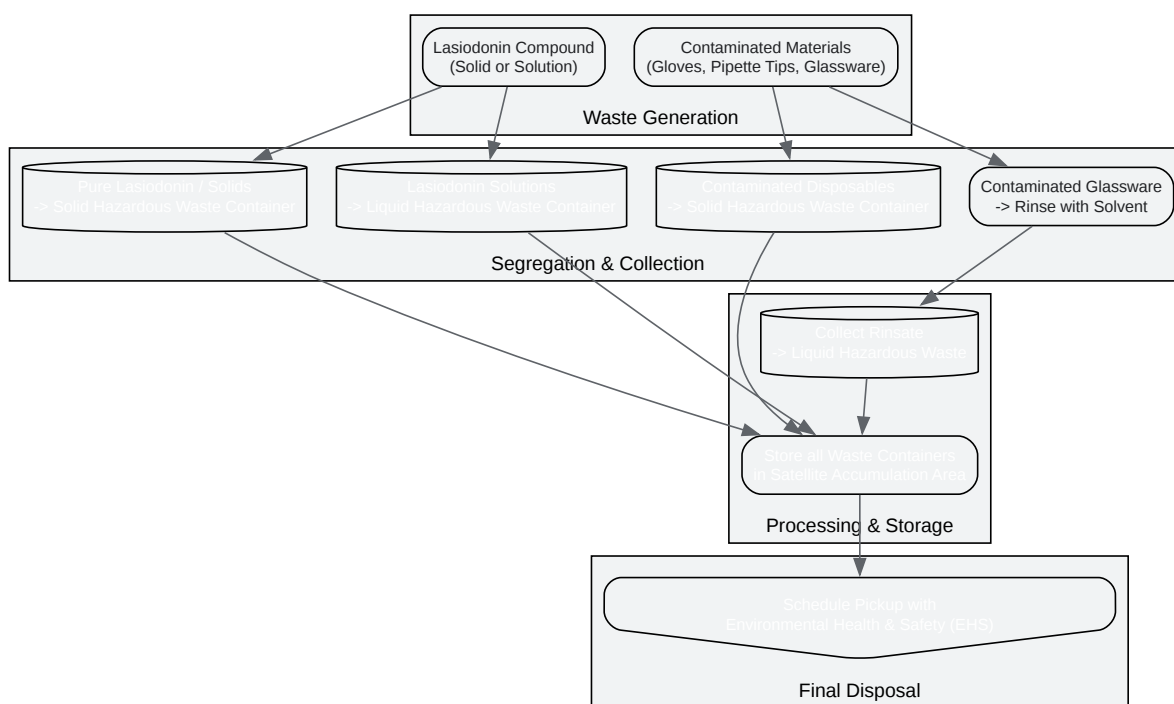 Lasiodonin Compound
(Solid or Solution)
Contaminated Materials
(Gloves, Pipette Tips, Glassware)
Waste Generation
Pure Lasiodonin / Solids
-> Solid Hazardous Waste Container
Lasiodonin Solutions
-> Liquid Hazardous Waste Container
Contaminated Disposables
-> Solid Hazardous Waste Container
Contaminated Glassware
-> Rinse with Solvent
Segregation & Collection
Collect Rinsate
-> Liquid Hazardous Waste
Store all Waste Containers
in Satellite Accumulation Area
Processing & Storage
Schedule Pickup with
Environmental Health & Safety (EHS)
Final Disposal